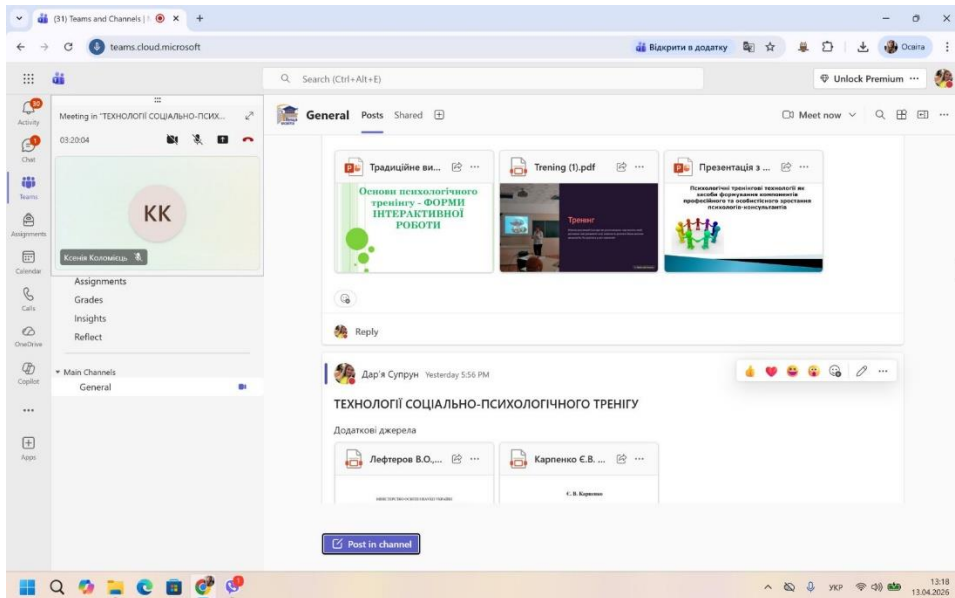 (31) Teams and Channels |
teams.cloud.microsoft
Відкрити в додатку
Освіта
Search (Ctrl+Alt+E)
Unlock Premium
30
Activity
Chat
Teams
Assignments
Calendar
Calls
OneDrive
Copilot
Apps
Meeting in "ТЕХНОЛОГІЇ СОЦІАЛЬНО-ПСИХ...
03:20:04
КК
Ксенія Коломієць
Assignments
Grades
Insights
Reflect
Main Channels
General
General Posts Shared
Meet now
Традиційне ви...
Основи психологічного
тренінгу - ФОРМИ
ІНТЕРАКТИВНОЇ
РОБОТИ
Trening (1).pdf
Тренінг
Презентація з ...
Психологічні тренінгові технології як
засоби формування компонентів
професійного та особистісного зростання
психологів-консультантів
Reply
Дар'я Супрун Yesterday 5:56 PM
ТЕХНОЛОГІЇ СОЦІАЛЬНО-ПСИХОЛОГІЧНОГО ТРЕНІГУ
Додаткові джерела
Лефтеров В.О.,...
Карпенко Є.В. ...
Є. В. Карпенко
Post in channel
УКР
13:18
13.04.2026